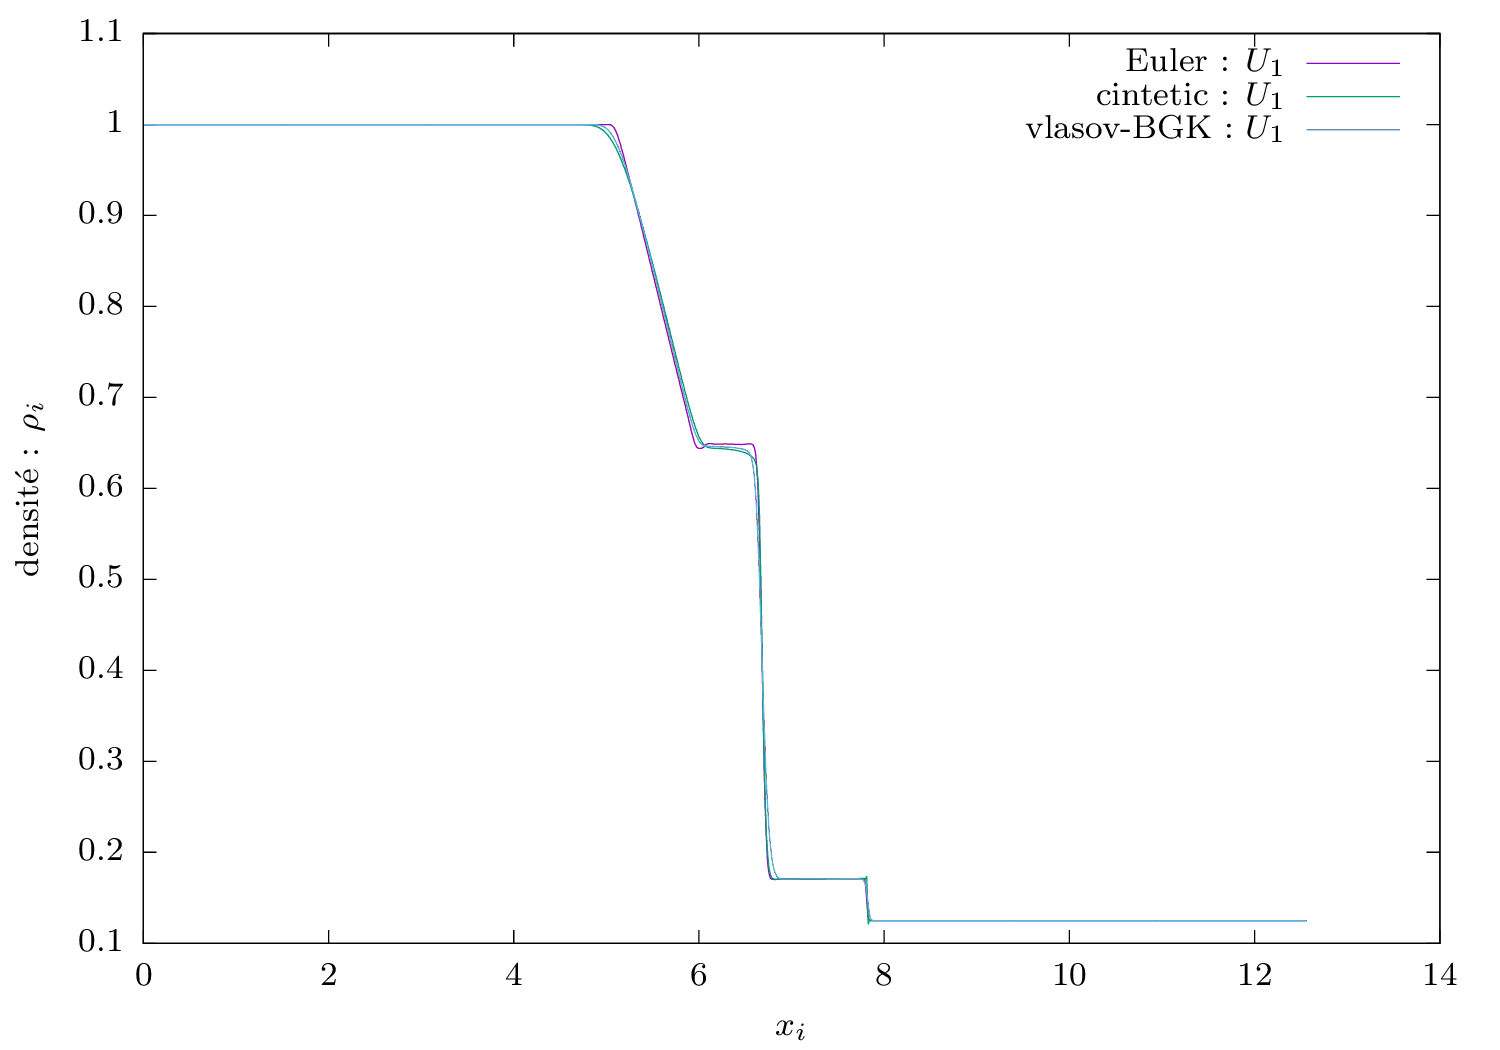 1.1
1
0.9
0.8
0.7
0.6
0.5
0.4
0.3
0.2
0.1
densité : ρi
Euler : U1
cintetic : U1
vlasov-BGK : U1
0 2 4 6 8 10 12 14
xi